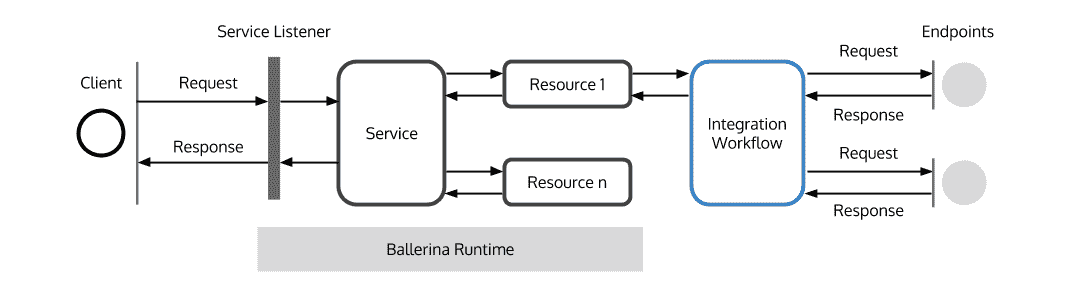 Service Listener
Endpoints
Client
Request
Request
Response
Service
Resource 1
Integration
Workflow
Response
Request
Resource n
Response
Ballerina Runtime